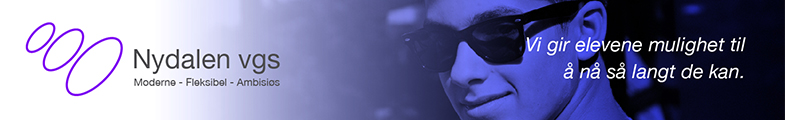 Nydalen vgs
Moderne - Fleksibel - Ambisiøs
Vi gir elevene mulighet til
å nå så langt de kan.